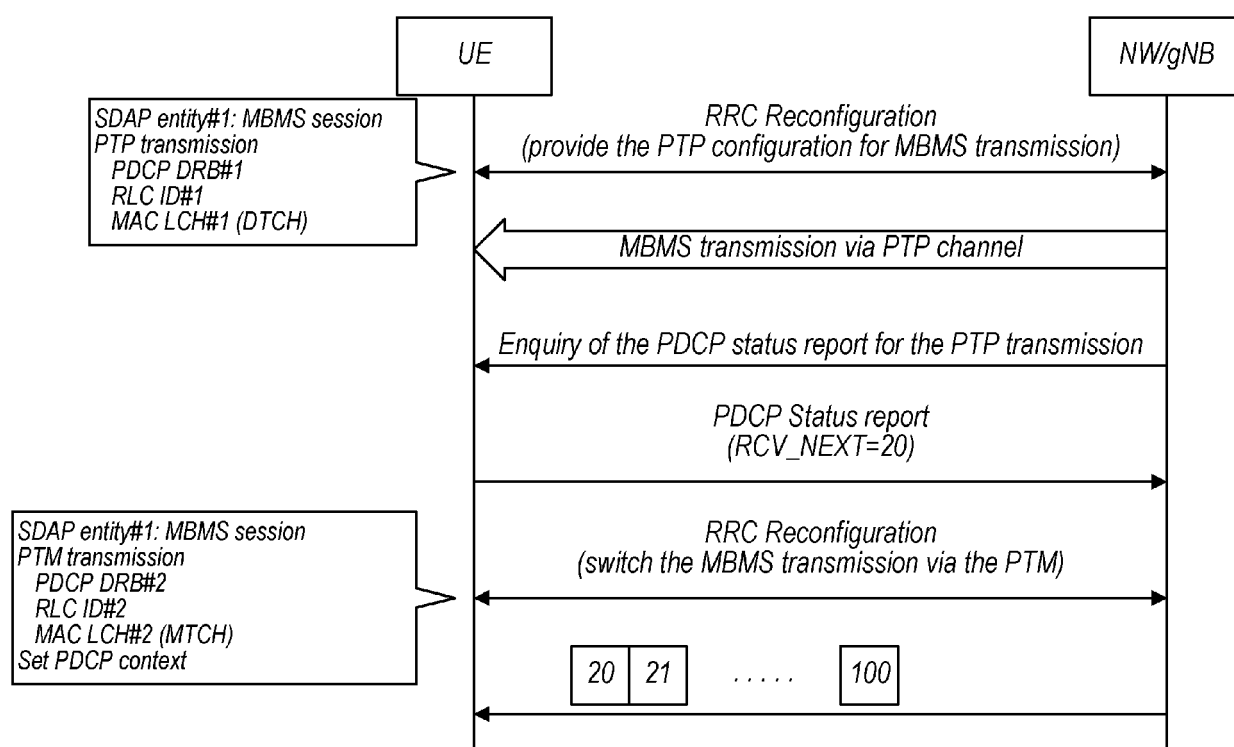 UE
NW/gNB
SDAP entity#1: MBMS session
PTP transmission
PDCP DRB#1
RLC ID#1
MAC LCH#1 (DTCH)
RRC Reconfiguration
(provide the PTP configuration for MBMS transmission)
MBMS transmission via PTP channel
Enquiry of the PDCP status report for the PTP transmission
PDCP Status report
(RCV_NEXT=20)
SDAP entity#1: MBMS session
PTM transmission
PDCP DRB#2
RLC ID#2
MAC LCH#2 (MTCH)
Set PDCP context
RRC Reconfiguration
(switch the MBMS transmission via the PTM)
20 21 ..... 100